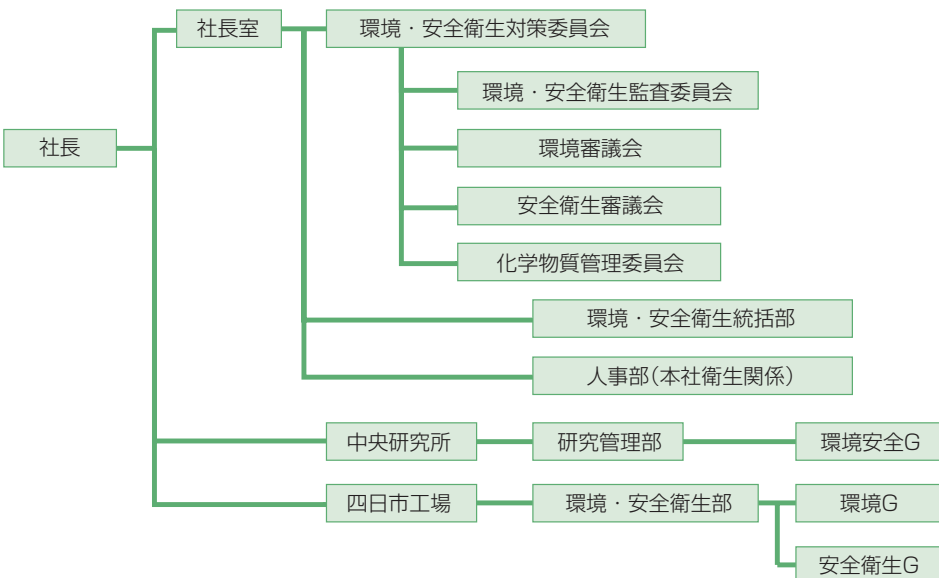 社長
社長室
環境・安全衛生対策委員会
環境・安全衛生監査委員会
環境審議会
安全衛生審議会
化学物質管理委員会
環境・安全衛生統括部
人事部(本社衛生関係)
中央研究所
研究管理部
環境安全G
四日市工場
環境・安全衛生部
環境G
安全衛生G